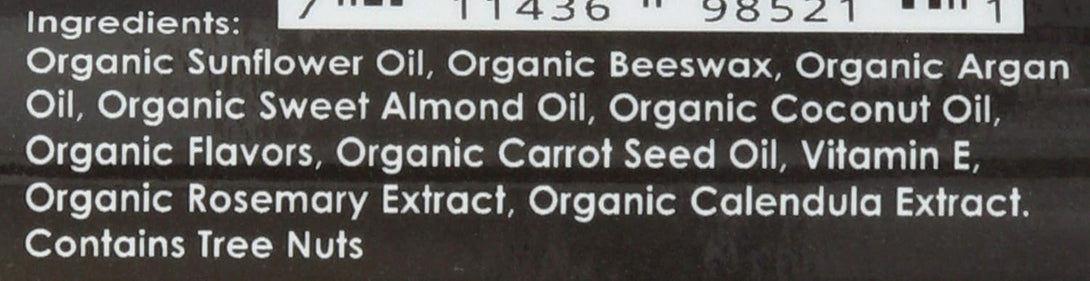 Ingredients:
7 11436 98521 1
Organic Sunflower Oil, Organic Beeswax, Organic Argan
Oil, Organic Sweet Almond Oil, Organic Coconut Oil,
Organic Flavors, Organic Carrot Seed Oil, Vitamin E,
Organic Rosemary Extract, Organic Calendula Extract.
Contains Tree Nuts